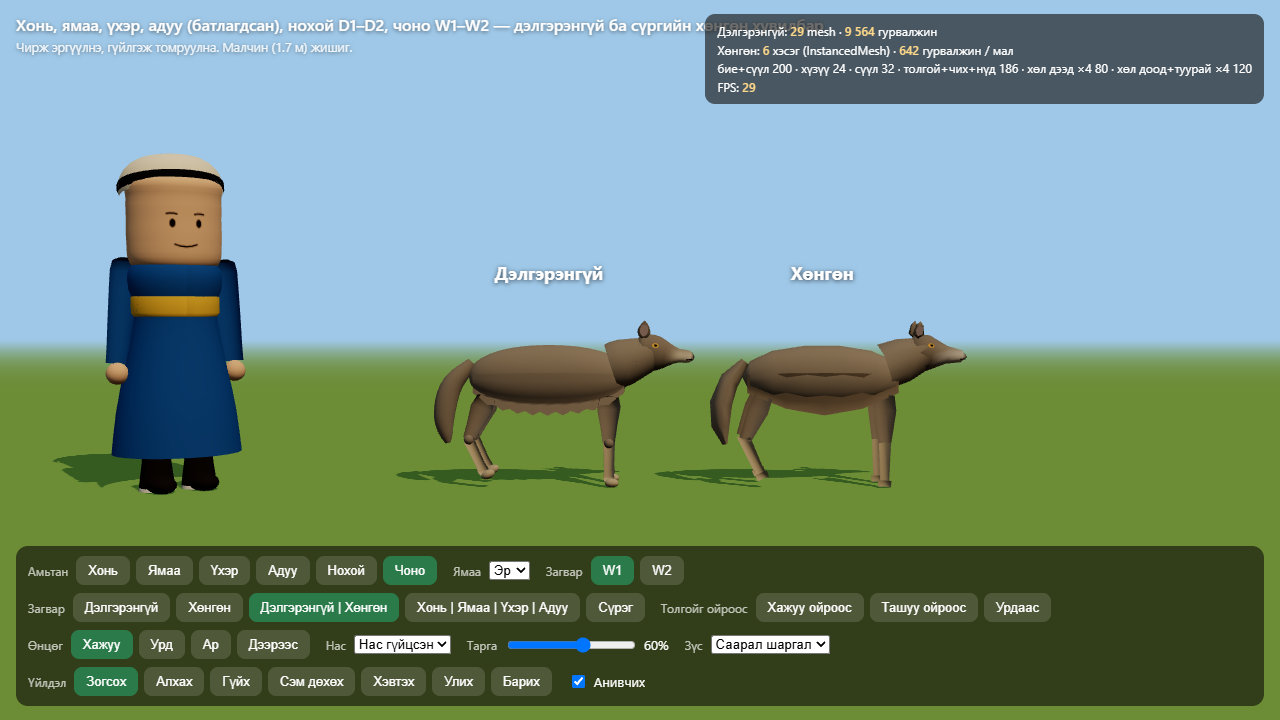 Хонь, ямаа, үхэр, адуу (батлагдсан), нохой D1–D2, чоно W1–W2 — дэлгэрэнгүй ба сүргийн хөнгөн хувилбар
Чирж эргүүлнэ, гүйлгэж томруулна. Малчин (1.7 м) жишиг.
Дэлгэрэнгүй: 29 mesh · 9 564 гурвалжин
Хөнгөн: 6 хэсэг (InstancedMesh) · 642 гурвалжин / мал
бие+сүүл 200 · хүзүү 24 · сүүл 32 · толгой+чих+нүд 186 · хөл дээд ×4 80 · хөл доод+туурай ×4 120
FPS: 29
Дэлгэрэнгүй Хөнгөн
Амьтан Хонь Ямаа Үхэр Адуу Нохой Чоно Ямаа Эр Загвар W1 W2
Загвар Дэлгэрэнгүй Хөнгөн Дэлгэрэнгүй | Хөнгөн Хонь | Ямаа | Үхэр | Адуу Сүрэг Толгойг ойроос Хажуу ойроос Ташуу ойроос Урдаас
Өнцөг Хажуу Урд Ар Дээрээс Нас Нас гүйцсэн Тарга 60% Зүс Саарал шаргал
Үйлдэл Зогсох Алхах Гүйх Сэм дөхөх Хэвтэх Улих Барих Анивчих